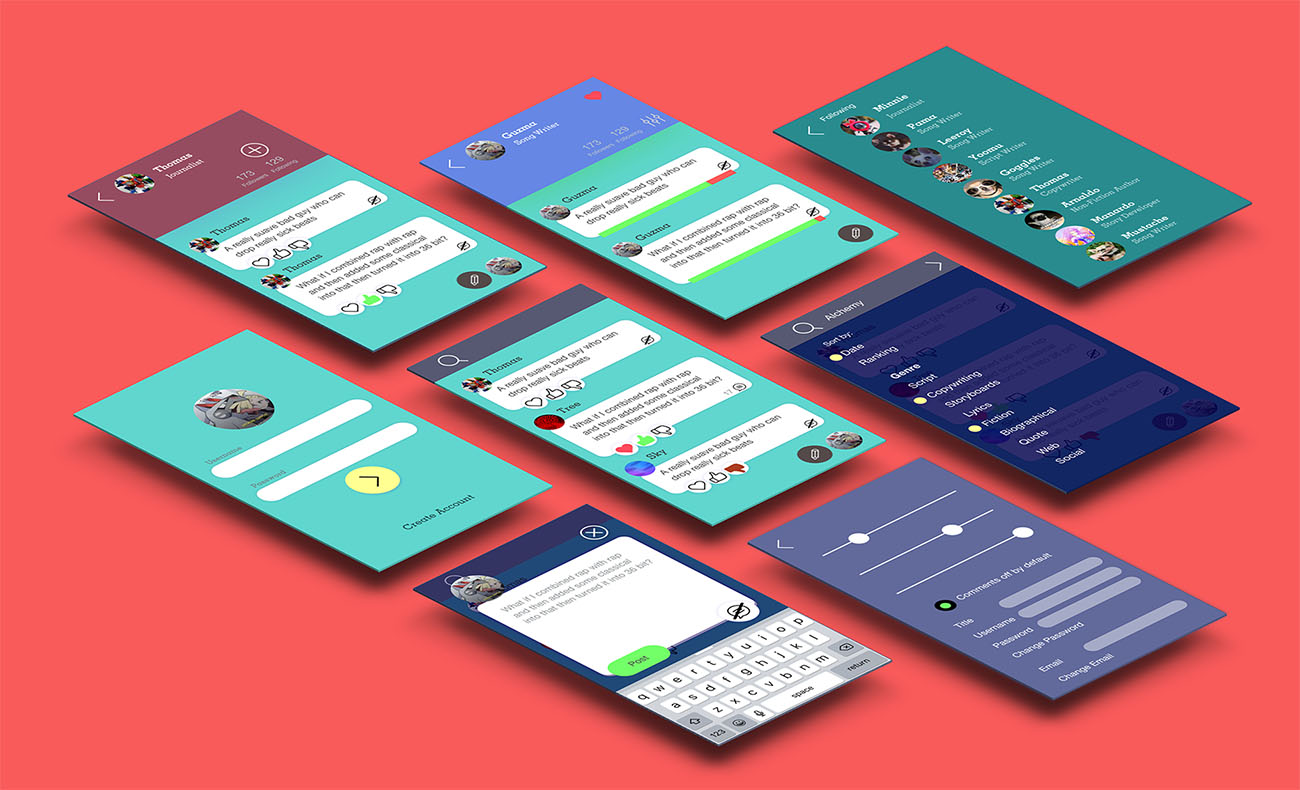 Thomas
Journalist
173
Followers
129
Following
Thomas
A really suave bad guy who can
drop really sick beats
Thomas
What if I combined rap with rap
and then added some classical
into that then turned it into 36 bit?
Guzma
Song Writer
173
Followers
129
Following
Guzma
A really suave bad guy who can
drop really sick beats
Guzma
What if I combined rap with rap
and then added some classical
into that then turned it into 36 bit?
Following
Minnie
Journalist
Puma
Song Writer
Leeroy
Song Writer
Yoomu
Script Writer
Goggles
Song Writer
Thomas
Copywriter
Arnaldo
Non-Fiction Author
Manardo
Story Developer
Mustache
Song Writer
Username
Password
Create Account
Thomas
A really suave bad guy who can
drop really sick beats
Tree
What if I combined rap with rap
and then added some classical
into that then turned it into 36 bit?
17
Sky
A really suave bad guy who can
drop really sick beats
Alchemy
Sort by:
Date
Ranking
Genre
Script
Copywriting
Storyboards
Lyrics
Fiction
Biographical
Quote
Web
Social
What if I combined rap with rap
and then added some classical
into that then turned it into 36 bit?
Post
q w e r t y u i o p
a s d f g h j k l
z x c v b n m
123
space
return
Comments off by default
Title
Username
Password
Change Password
Email
Change Email